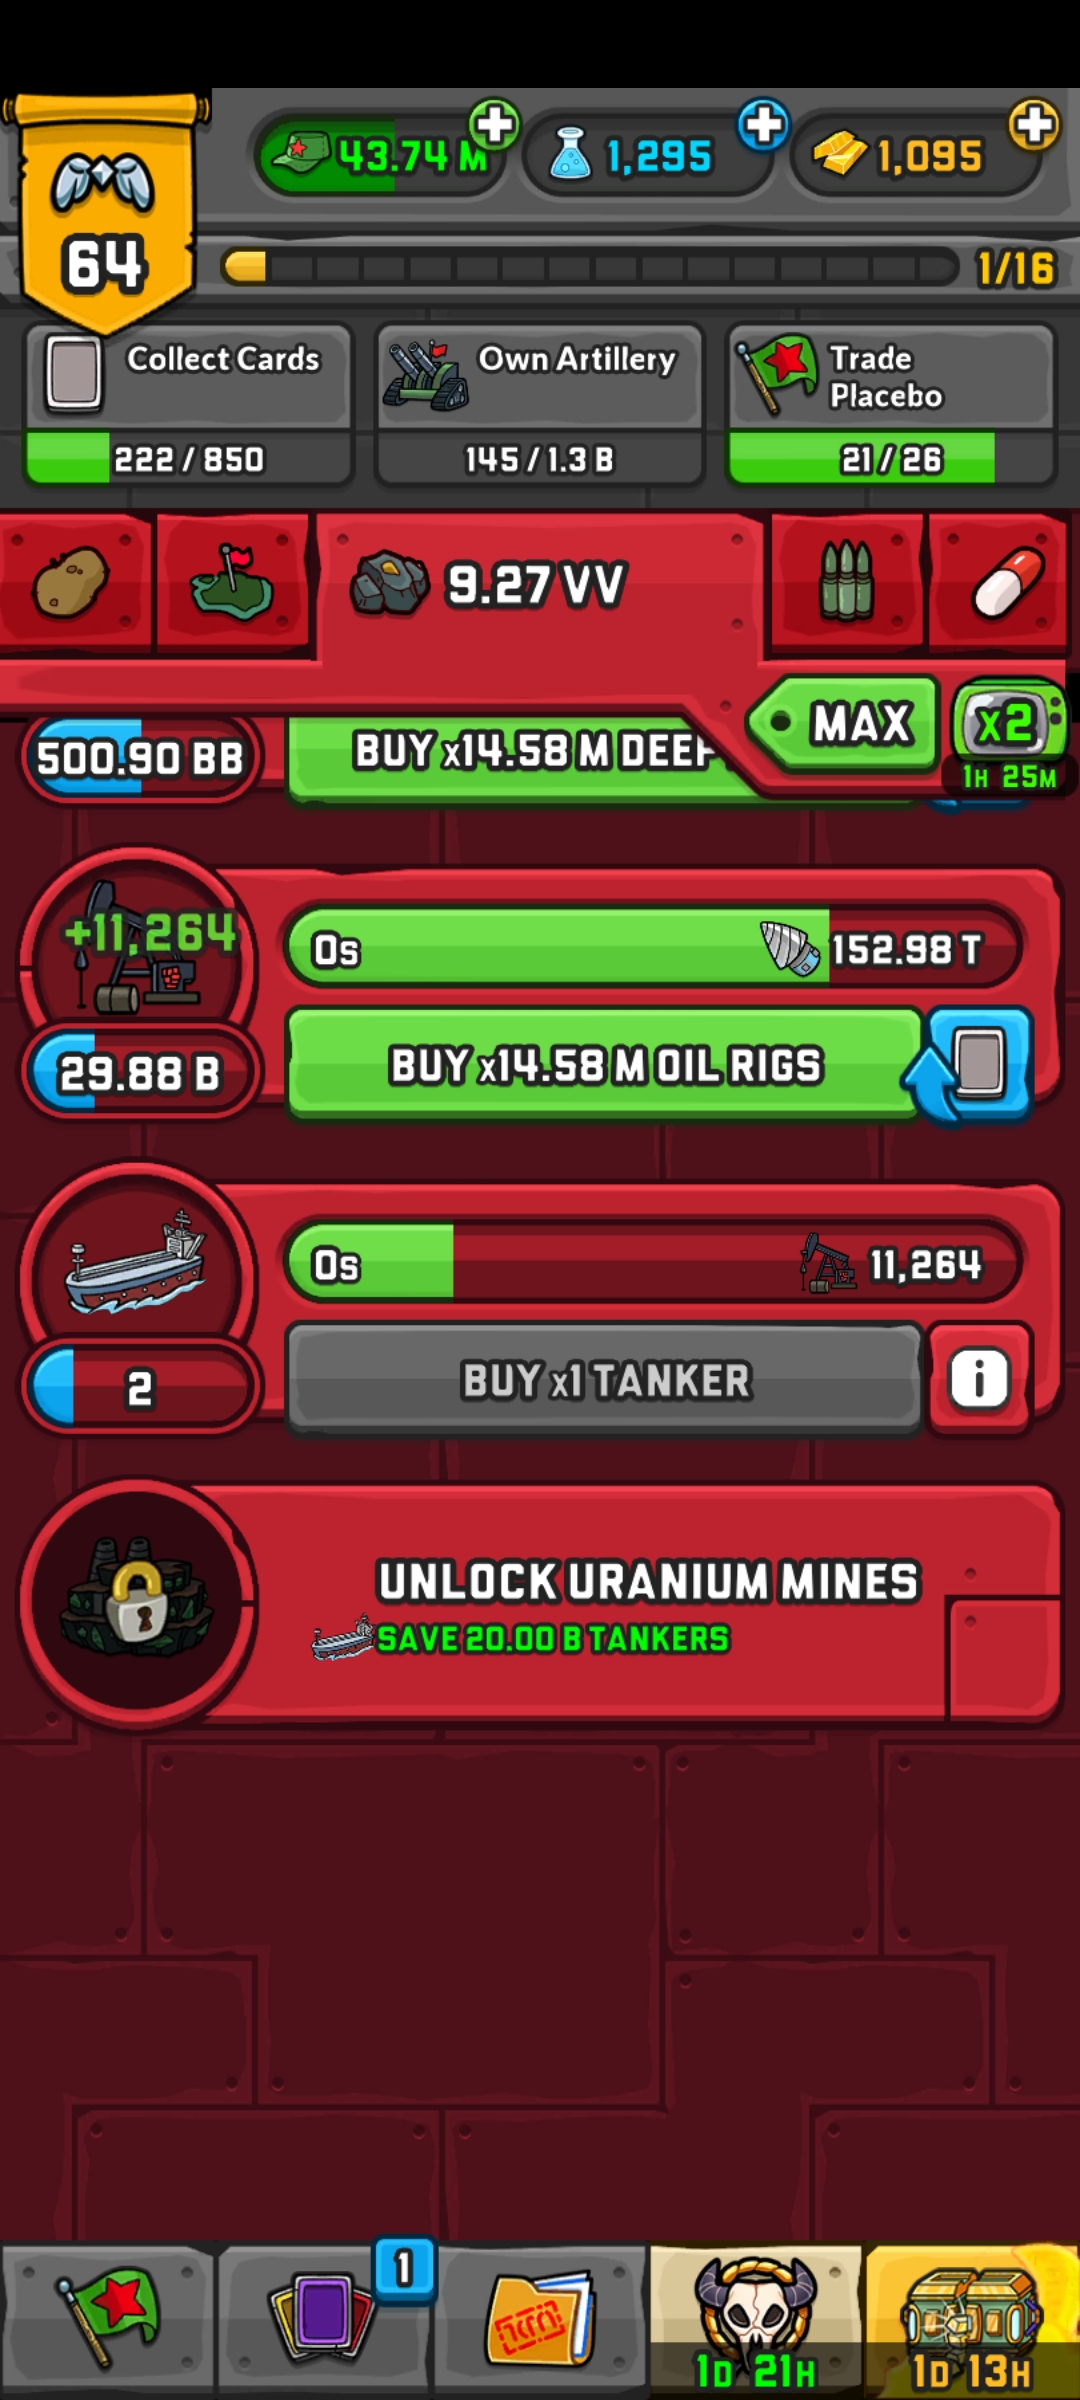 43.74 M
1,295
1,095
64
1/16
Collect Cards
222 / 850
Own Artillery
145 / 1.3 B
Trade
Placebo
21 / 26
9.27 VV
MAX
x2
1H 25M
500.90 BB
BUY x14.58 M DEEP
+11,264
0s
152.98 T
29.88 B
BUY x14.58 M OIL RIGS
0s
11,264
2
BUY x1 TANKER
i
UNLOCK URANIUM MINES
SAVE 20.00 B TANKERS
1
1D 21H
1D 13H